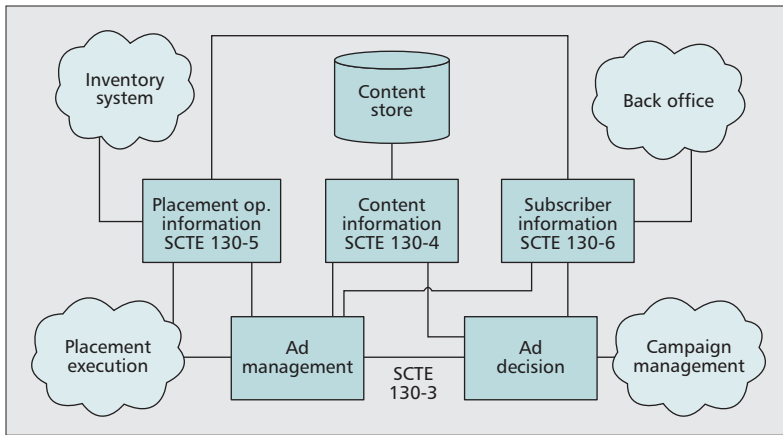 Inventory
system
Content
store
Back office
Placement op.
information
SCTE 130-5
Content
information
SCTE 130-4
Subscriber
information
SCTE 130-6
Placement
execution
Ad
management
SCTE
130-3
Ad
decision
Campaign
management